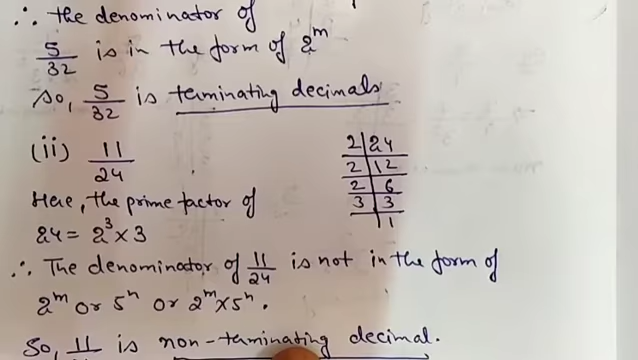 ∴ the denominator of
5/32 is in the form of 2^m
So, 5/32 is terminating decimals
(ii) 11/24
2|24
2|12
2|6
3|3
|1
Here, the prime factor of
24 = 2^3 × 3
∴ The denominator of 11/24 is not in the form of
2^m or 5^n or 2^m × 5^n.
So, 11 is non-terminating decimal.